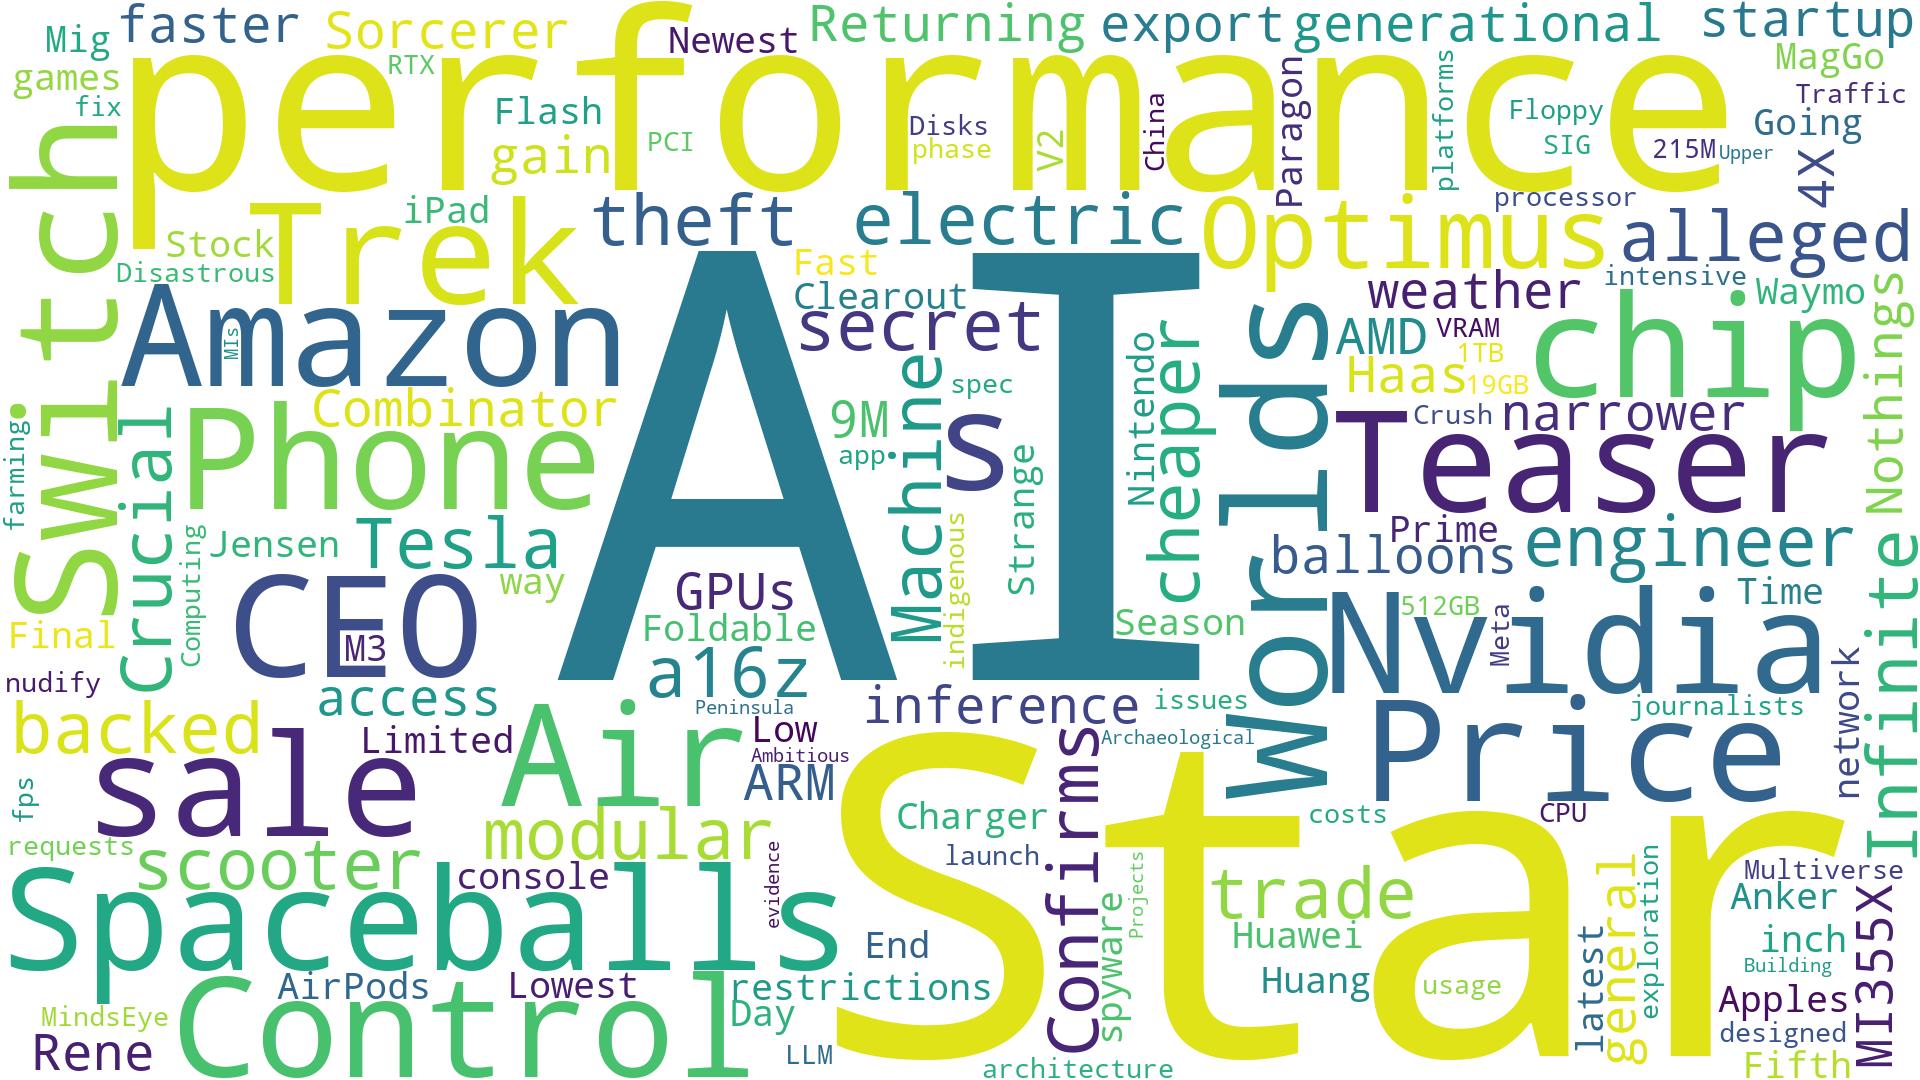 faster
Sorcerer
Newest
Returning
export
generational
startup
Mig
RTX
MagGo
games
fix
performance
Flash
gain
PCI
Disks
phase
V2
China
Paragon
platforms
Floppy
SIG
215M
Upper
Traffic
Going
4X
Switch
Trek
iPad
Stock
Disastrous
theft
electric
Optimus
processor
alleged
intensive
Amazon
MIs
Fast
Clearout
secret
weather
AMD
VRAM
1TB
19GB
Haas
Waymo
chip
Nothings
AI
Combinator
Phone
9M
app
Machine
spec
s
Strange
indigenous
Nintendo
cheaper
Worlds
Teaser
Crush
narrower
farming
Crucial
Computing
Jensen
Tesla
way
Prime
balloons
engineer
CEO
M3
GPUs
Foldable
a16z
Season
Nvidia
512GB
Meta
Time
Infinite
Final
nudify
access
Peninsula
inference
issues
journalists
network
backed
Limited
Air
Low
Ambitious
ARM
Archaeological
Price
sale
fps
requests
scooter
modular
console
evidence
Star
Charger
launch
Confirms
spyware
Projects
costs
CPU
trade
Huawei
Huang
usage
latest
general
exploration
Multiverse
Anker
inch
Building
MI355X
Spaceballs
End
AirPods
Lowest
restrictions
Control
Day
MindsEye
Rene
LLM
architecture
Apples
designed
Fifth